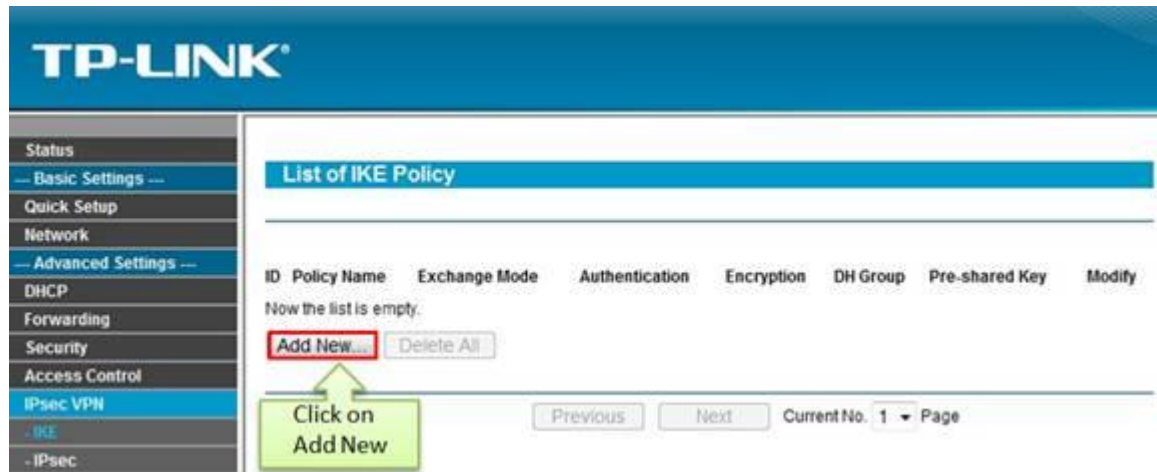 TP-LINK®
Status
--- Basic Settings ---
Quick Setup
Network
--- Advanced Settings ---
DHCP
Forwarding
Security
Access Control
IPsec VPN
- IKE
- IPsec
List of IKE Policy
ID Policy Name Exchange Mode Authentication Encryption DH Group Pre-shared Key Modify
Now the list is empty.
Add New... Delete All
Click on
Add New
Previous Next Current No. 1 Page